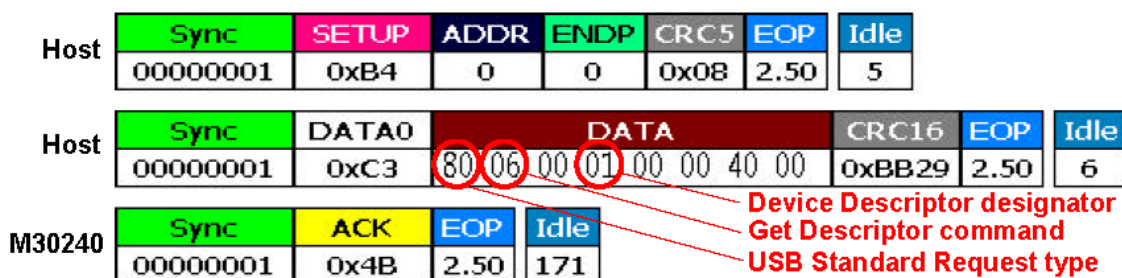 Sync SETUP ADDR ENDP CRC5 EOP Idle
Host
00000001 0xB4 0 0 0x08 2.50 5
Sync DATA0 DATA CRC16 EOP Idle
Host
00000001 0xC3 80 06 00 01 00 00 40 00 0xBB29 2.50 6
Device Descriptor designator
Sync ACK EOP Idle Get Descriptor command
M30240
00000001 0x4B 2.50 171 USB Standard Request type